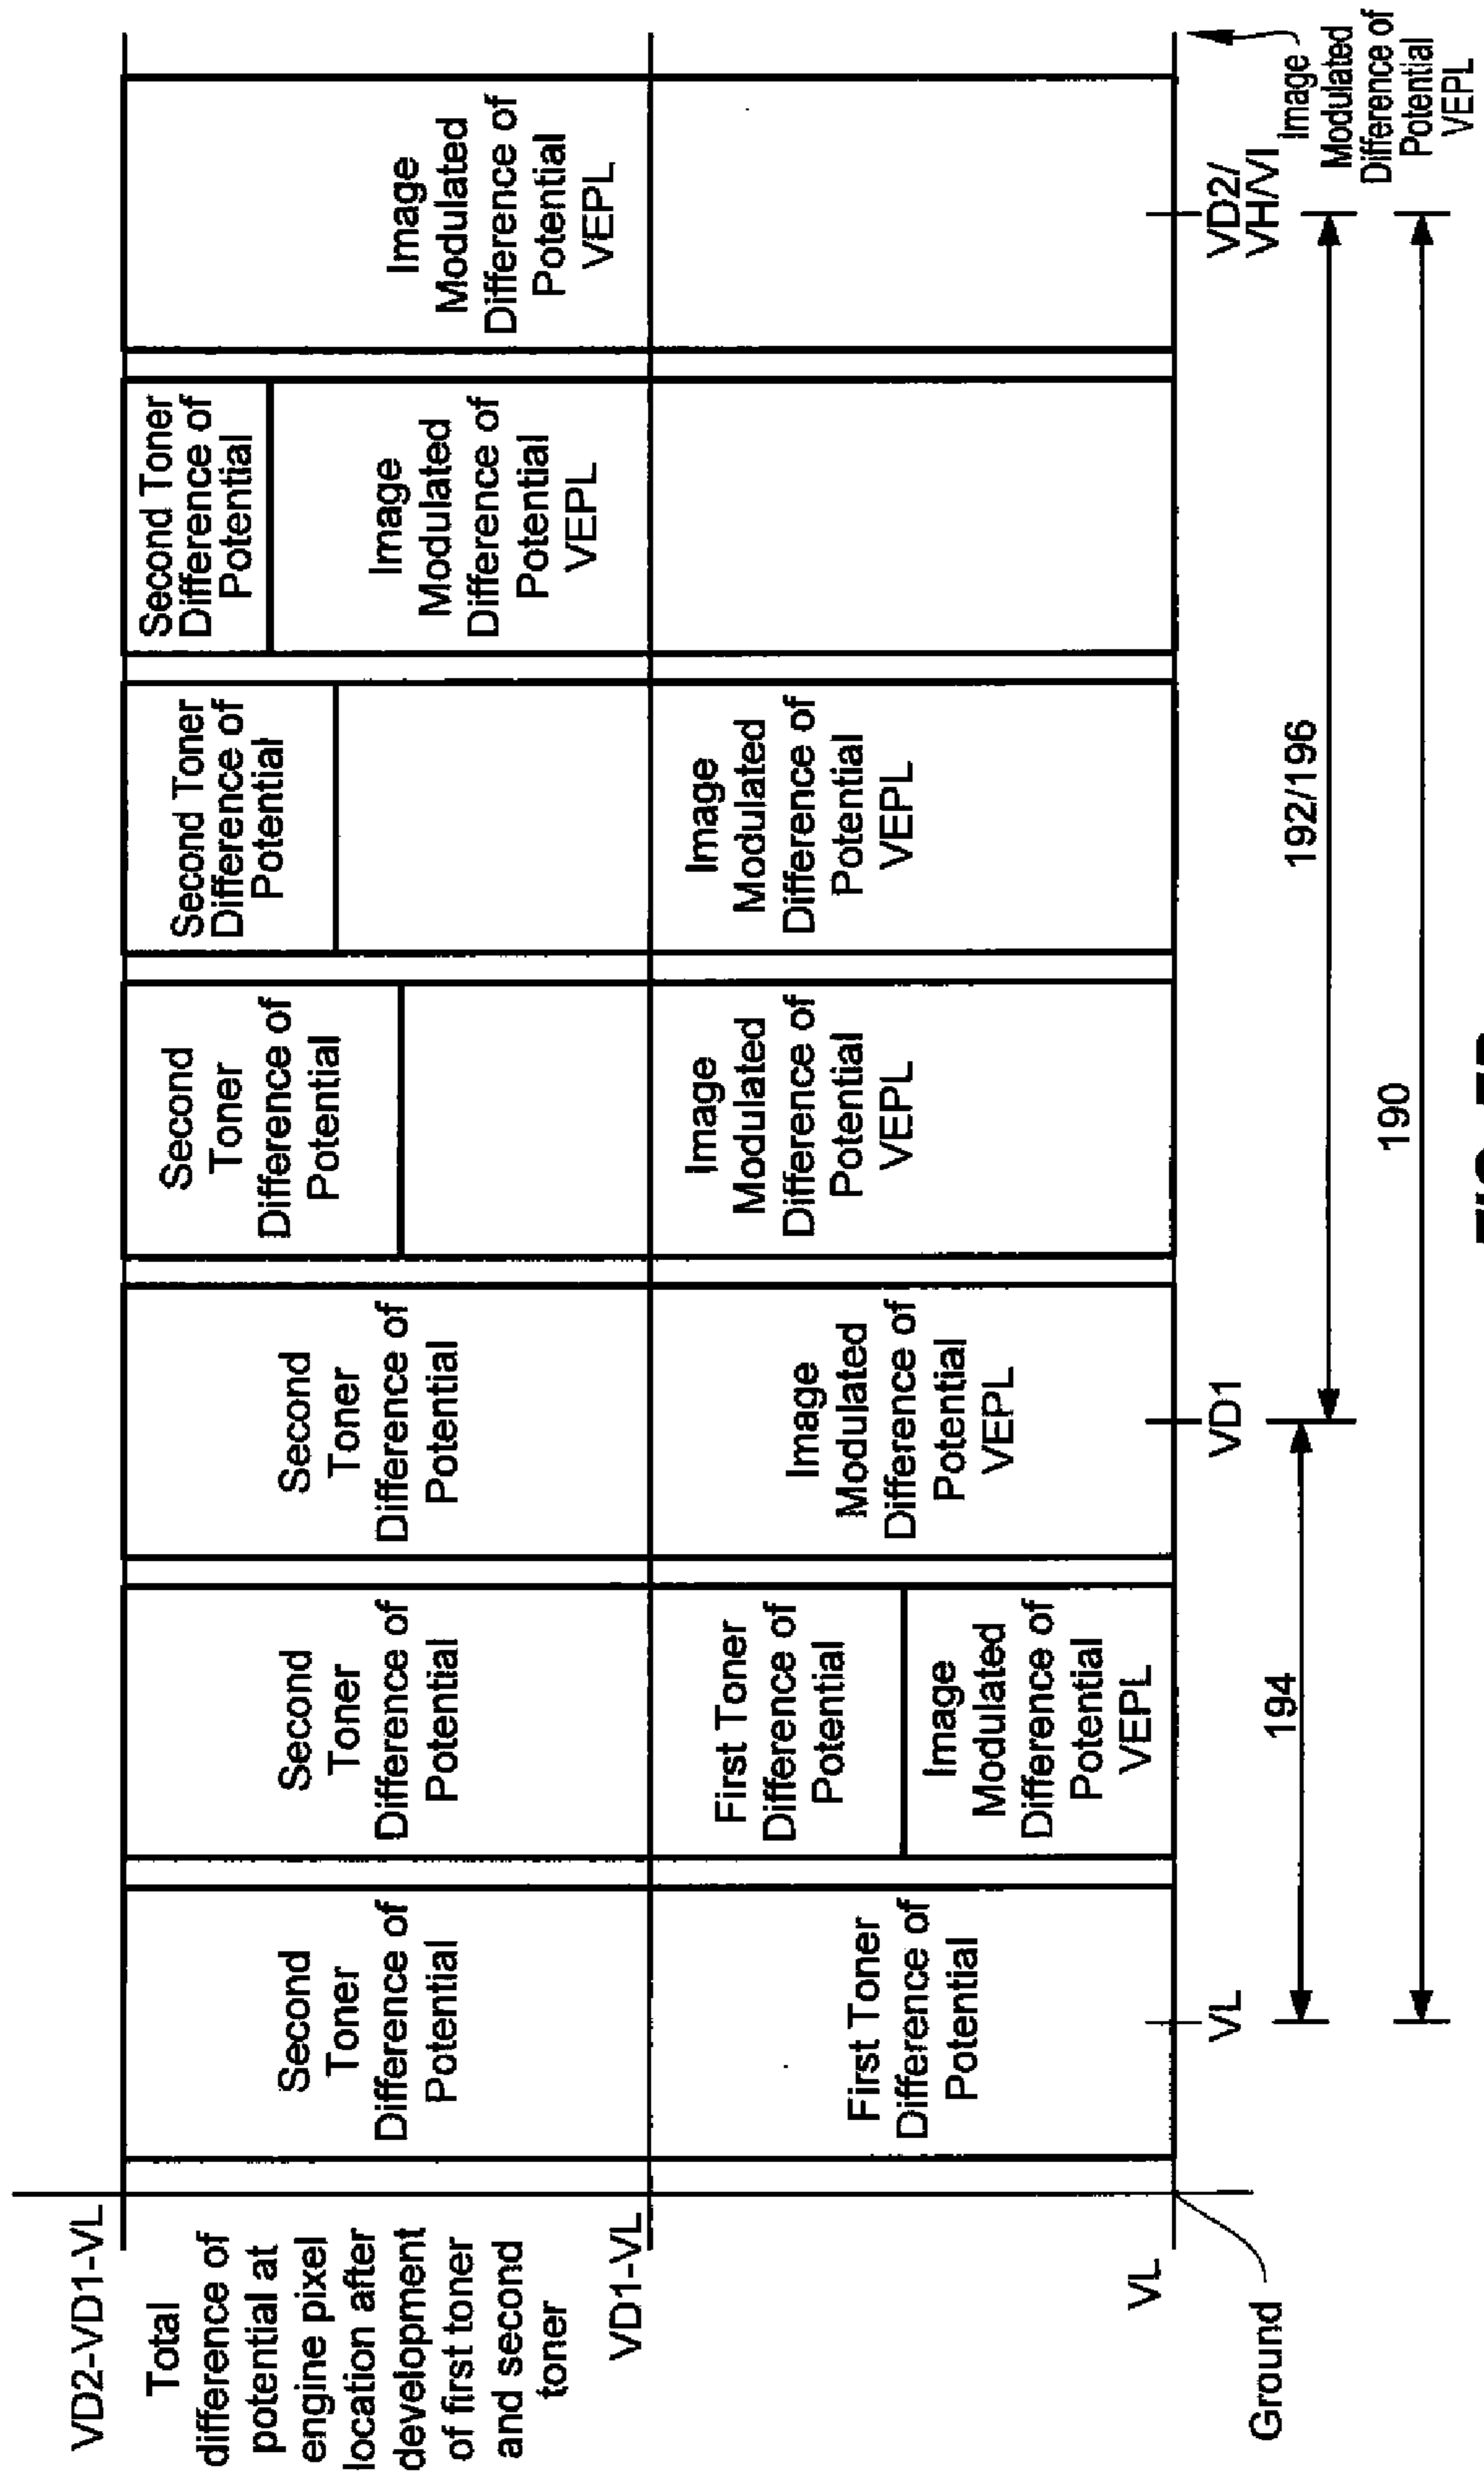 VD2-VD1-VL
Total
difference of
potential at
engine pixel
location after
development
of first toner
and second
toner
VD1-VL
VL
Ground
Second
Toner
Difference of
Potential
First Toner
Difference of
Potential
Second
Toner
Difference of
Potential
First Toner
Difference of
Potential
Image
Modulated
Difference of
Potential
VEPL
Second
Toner
Difference of
Potential
Image
Modulated
Difference of
Potential
VEPL
Second
Toner
Difference of
Potential
Image
Modulated
Difference of
Potential
VEPL
Second Toner
Difference of
Potential
Image
Modulated
Difference of
Potential
VEPL
Second Toner
Difference of
Potential
Image
Modulated
Difference of
Potential
VEPL
Image
Modulated
Difference of
Potential
VEPL
VL
VD1
VD2/
VH/VI
Image
Modulated
Difference of
Potential
VEPL
194
192/196
190